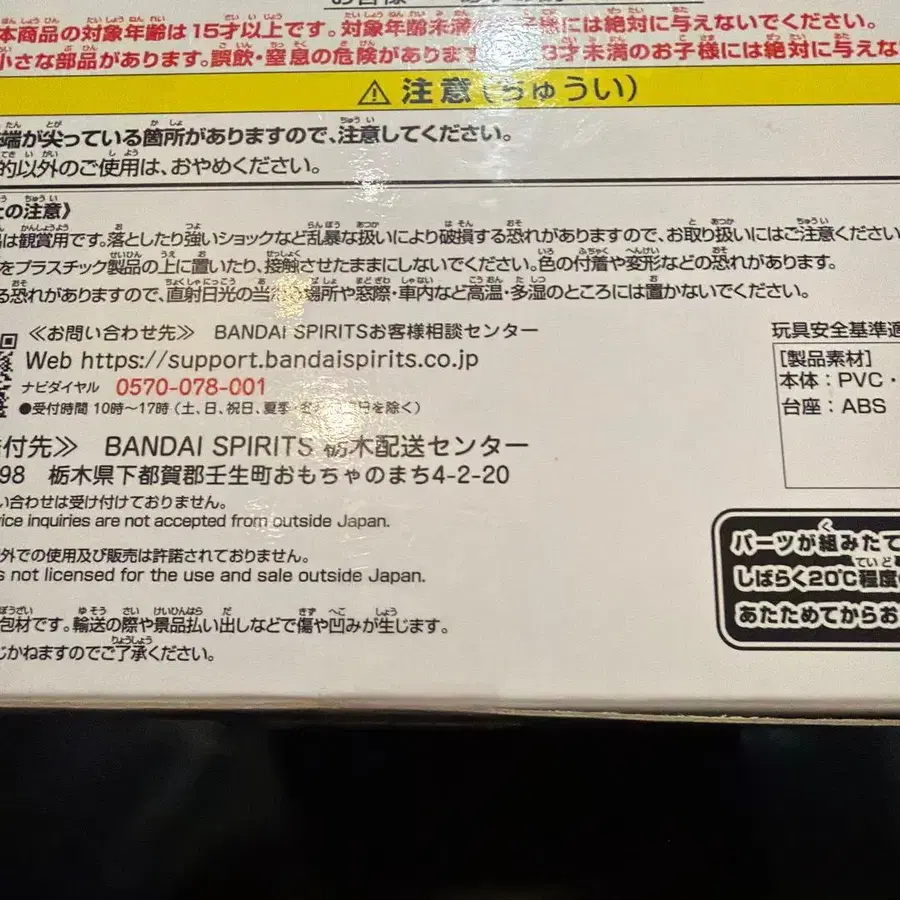 本商品の対象年齢は15才以上です。対象年齢未満 様には絶対に与えないでください。
小さな部品があります。誤飲・窒息の危険があります 3才未満のお子様には絶対に与えな
⚠ 注意(ちゅうい)
端が尖っている箇所がありますので、注意してください。
的以外のご使用は、おやめください。
の注意》
は観賞用です。落としたり強いショックなど乱暴な扱いにより破損する恐れがありますので、お取り扱いにはご注意ください
をプラスチック製品の上に置いたり、接触させたままにしないでください。色の付着や変形などの恐れがあります。
る恐れがありますので、直射日光の当 場所や窓際・車内など高温・多湿のところには置かないでください。
≪お問い合わせ先≫ BANDAI SPIRITSお客様相談センター
Web https://support.bandaispirits.co.jp
ナビダイヤル 0570-078-001
●受付時間 10時〜17時(土、日、祝日、夏季・ 日を除く)
付先≫ BANDAI SPIRITS 栃木配送センター
98 栃木県下都賀郡壬生町おもちゃのまち4-2-20
い合わせは受け付けておりません。
ice inquiries are not accepted from outside Japan.
外での使用及び販売は許諾されておりません。
s not licensed for the use and sale outside Japan.
包材です。輸送の際や景品払い出しなどで傷や凹みが生じます。
じかねますのでご了承ください。
玩具安全基準適
[製品素材]
本体：PVC・
台座：ABS
パーツが組みたて
しばらく20℃程度
あたためてからお